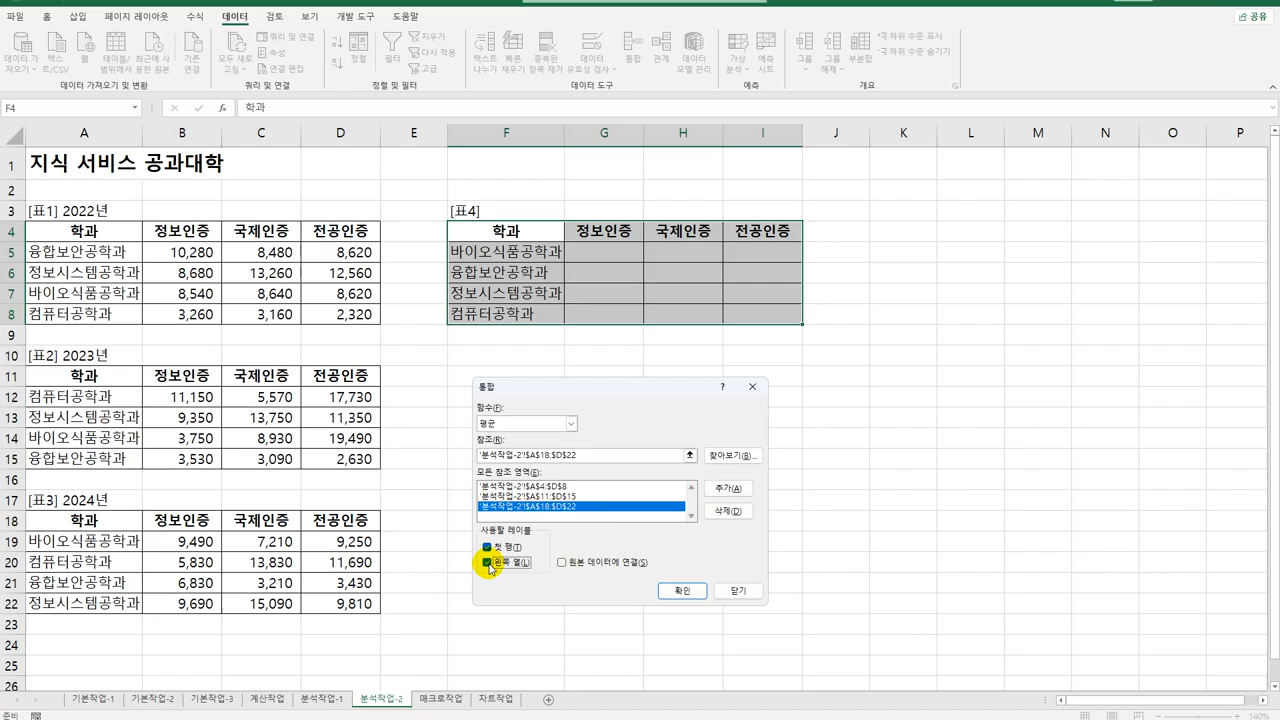 파일 홈 삽입 페이지 레이아웃 수식 데이터 검토 보기 개발 도구 도움말 공유
데이터 가져오기 텍스트/CSV 웹 테이블/범위에서 최근에 사용한 원본 기존 연결
모두 새로 고침 쿼리 및 연결 속성 연결 편집
정렬 필터 지우기 다시 적용 고급
텍스트 나누기 빠른 채우기 중복된 항목 제거 데이터 유효성 검사 통합 관계 데이터 모델 관리
가상 분석 예측 시트 그룹 그룹 해제 부분합 하위 수준 표시 하위 수준 숨기기
데이터 가져오기 및 변환 쿼리 및 연결 정렬 및 필터 데이터 도구 예측 개요
F4 fx 학과
A B C D E F G H I J K L M N O P
1 지식 서비스 공과대학
2
3 [표1] 2022년 [표4]
4 학과 정보인증 국제인증 전공인증 학과 정보인증 국제인증 전공인증
5 융합보안공학과 10,280 8,480 8,620 바이오식품공학과
6 정보시스템공학과 8,680 13,260 12,560 융합보안공학과
7 바이오식품공학과 8,540 8,640 8,620 정보시스템공학과
8 컴퓨터공학과 3,260 3,160 2,320 컴퓨터공학과
9
10 [표2] 2023년
11 학과 정보인증 국제인증 전공인증
12 컴퓨터공학과 11,150 5,570 17,730
13 정보시스템공학과 9,350 13,750 11,350
14 바이오식품공학과 3,750 8,930 19,490
15 융합보안공학과 3,530 3,090 2,630
16
17 [표3] 2024년
18 학과 정보인증 국제인증 전공인증
19 바이오식품공학과 9,490 7,210 9,250
20 컴퓨터공학과 5,830 13,830 11,690
21 융합보안공학과 6,830 3,210 3,430
22 정보시스템공학과 9,690 15,090 9,810
23
24
25
26
통합 ? ×
함수(F):
평균
참조(R):
'분석작업-2'!$A$18:$D$22 찾아보기(B)...
모든 참조 영역(E):
'분석작업-2'!$A$4:$D$8 추가(A)
'분석작업-2'!$A$11:$D$15
'분석작업-2'!$A$18:$D$22 삭제(D)
사용할 레이블
첫 행(T)
왼쪽 열(L) 원본 데이터에 연결(S)
확인 닫기
기본작업-1 기본작업-2 기본작업-3 계산작업 분석작업-1 분석작업-2 매크로작업 차트작업
준비 140%